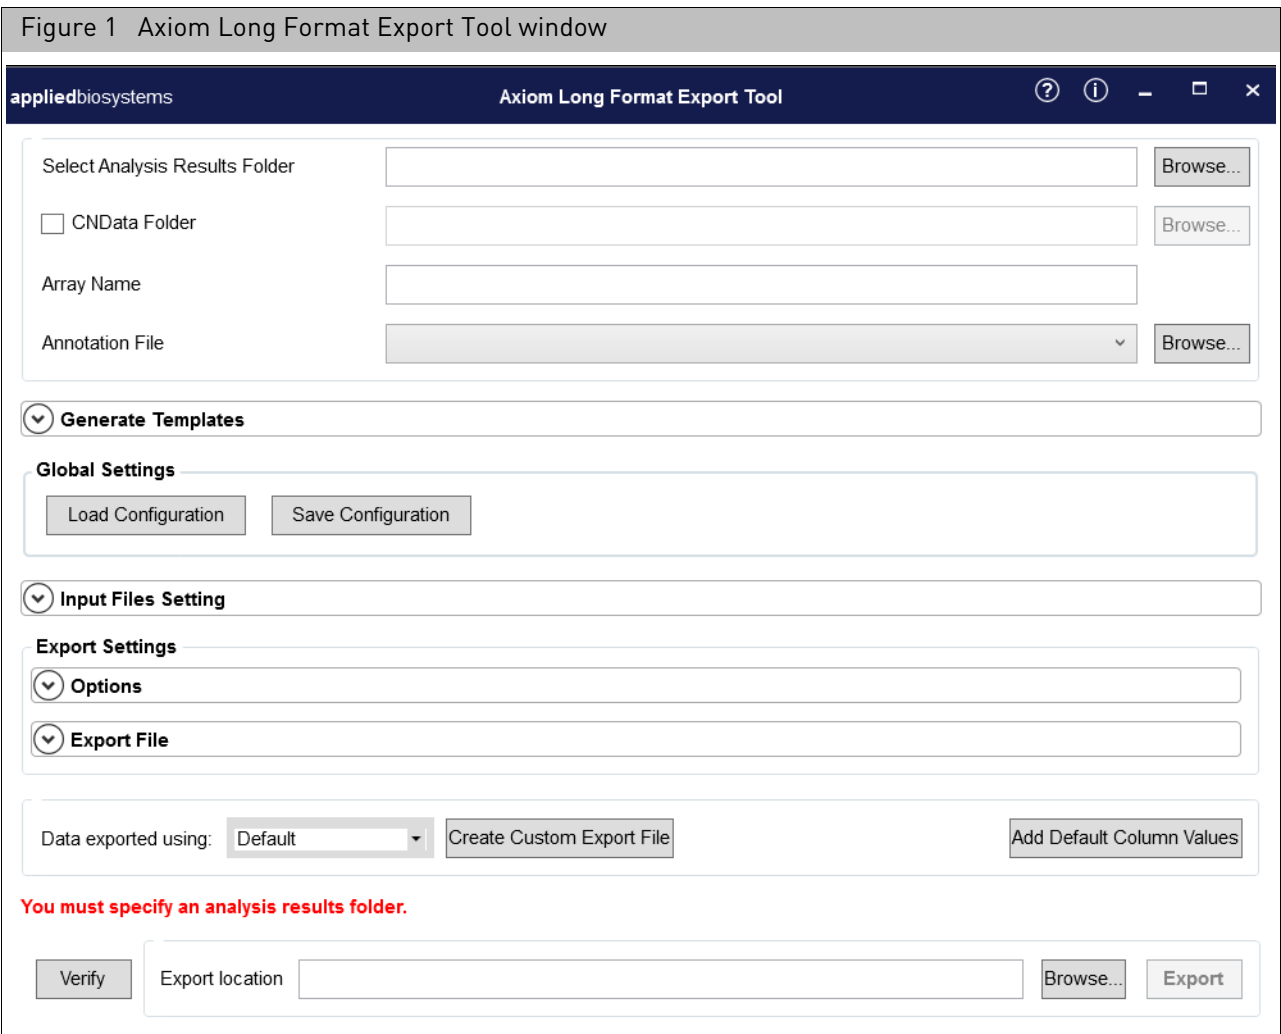 Figure 1 Axiom Long Format Export Tool window
appliedbiosystems Axiom Long Format Export Tool
Select Analysis Results Folder Browse...
CNData Folder Browse...
Array Name
Annotation File Browse...
Generate Templates
Global Settings
Load Configuration Save Configuration
Input Files Setting
Export Settings
Options
Export File
Data exported using: Default Create Custom Export File Add Default Column Values
You must specify an analysis results folder.
Verify Export location Browse... Export